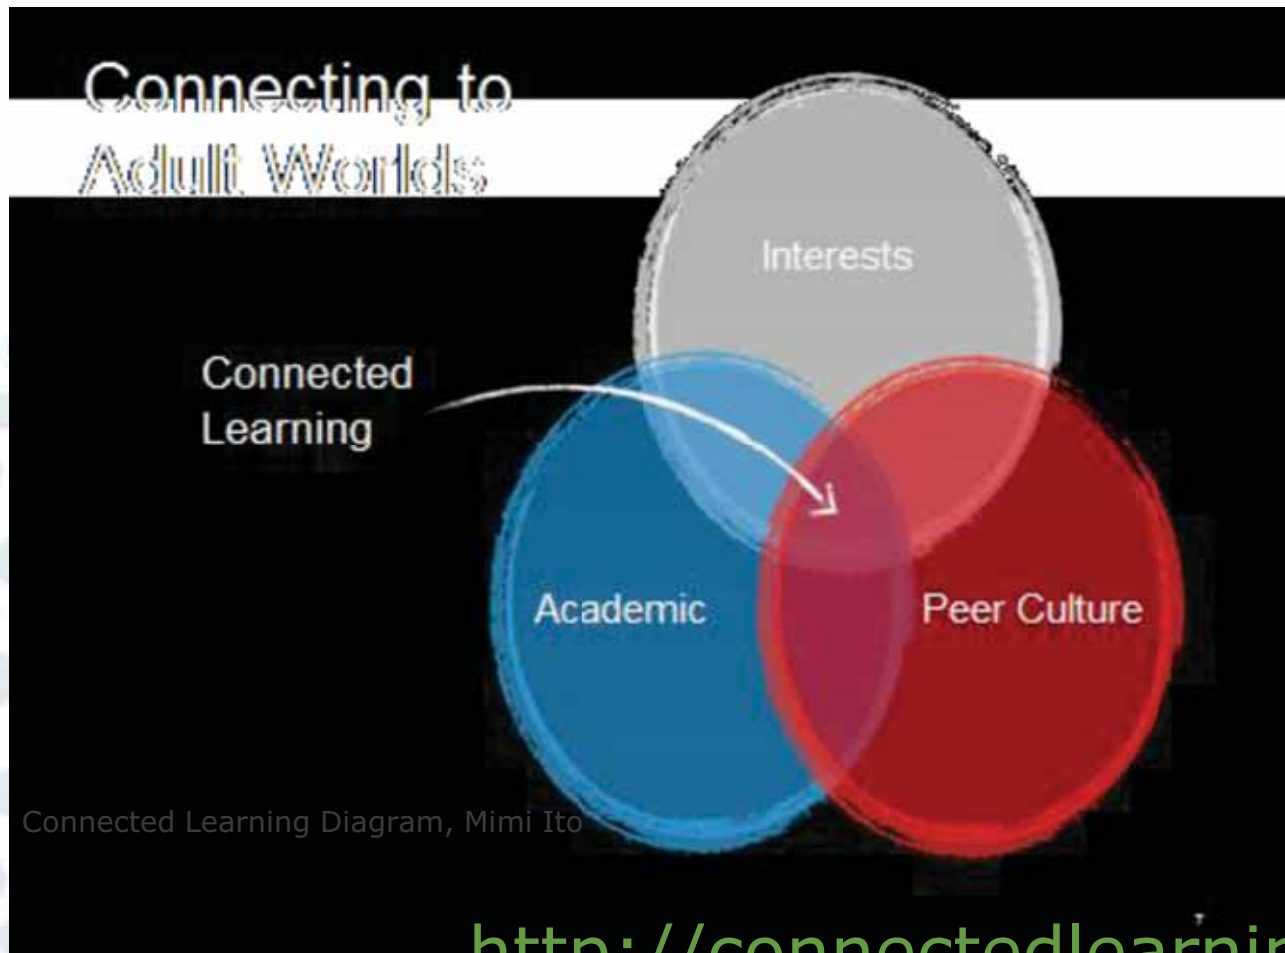 Connecting to
Adult Worlds
Interests
Connected
Learning
Academic
Peer Culture
Connected Learning Diagram, Mimi Ito